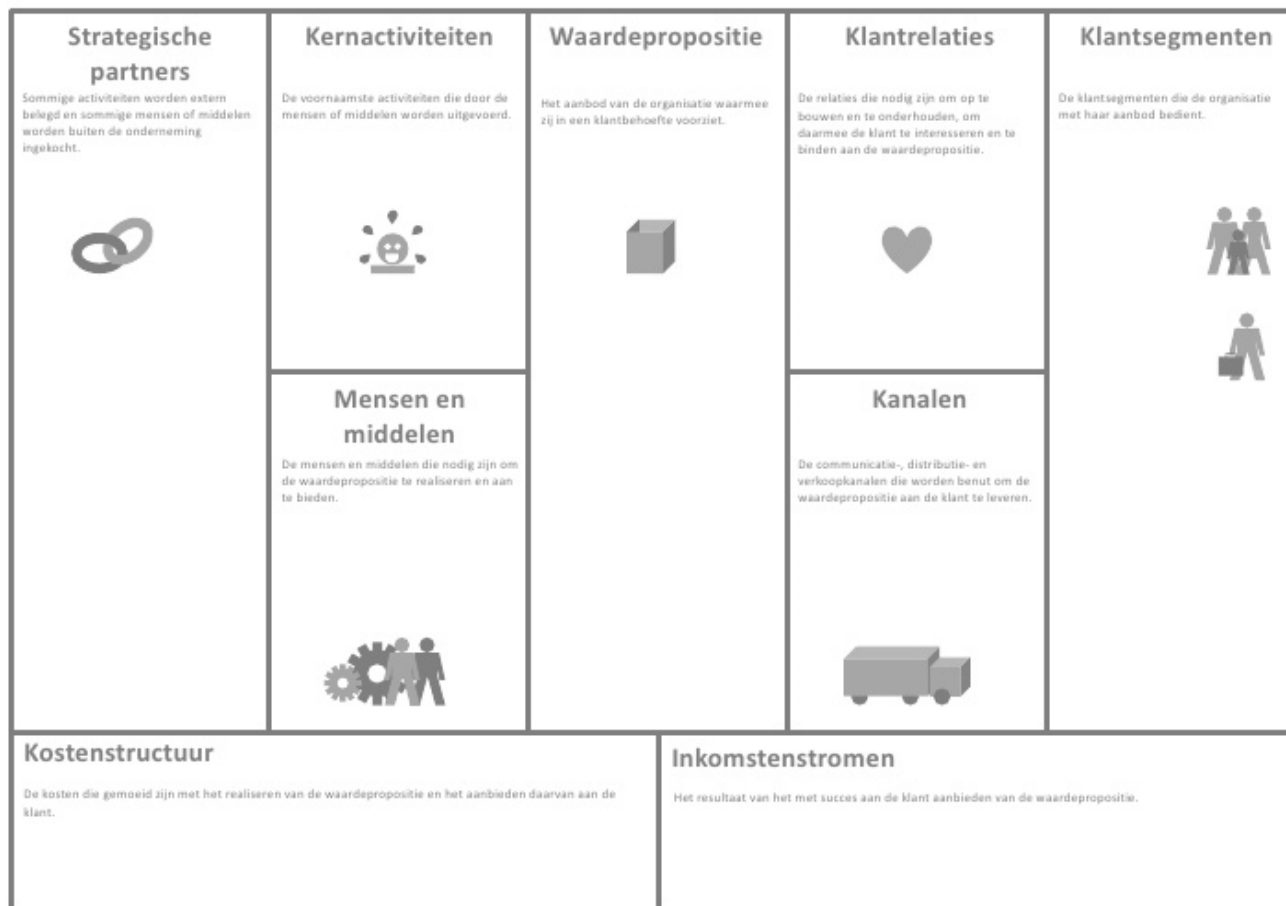 Strategische
partners
Sommige activiteiten worden extern
belegd en sommige mensen of middelen
worden buiten de onderneming
ingekocht.
Kernactiviteiten
De voornaamste activiteiten die door de
mensen of middelen worden uitgevoerd.
Mensen en
middelen
De mensen en middelen die nodig zijn om
de waardepropositie te realiseren en aan
te bieden.
Waardepropositie
Het aanbod van de organisatie waarmee
zij in een klantbehoefte voorziet.
Klantrelaties
De relaties die nodig zijn om op te
bouwen en te onderhouden, om
daarmee de klant te interesseren en te
binden aan de waardepropositie.
Kanalen
De communicatie-, distributie- en
verkoopkanalen die worden benut om de
waardepropositie aan de klant te leveren.
Klantsegmenten
De klantsegmenten die de organisatie
met haar aanbod bedient.
Kostenstructuur
De kosten die gemoeid zijn met het realiseren van de waardepropositie en het aanbieden daarvan aan de
klant.
Inkomstenstromen
Het resultaat van het met succes aan de klant aanbieden van de waardepropositie.